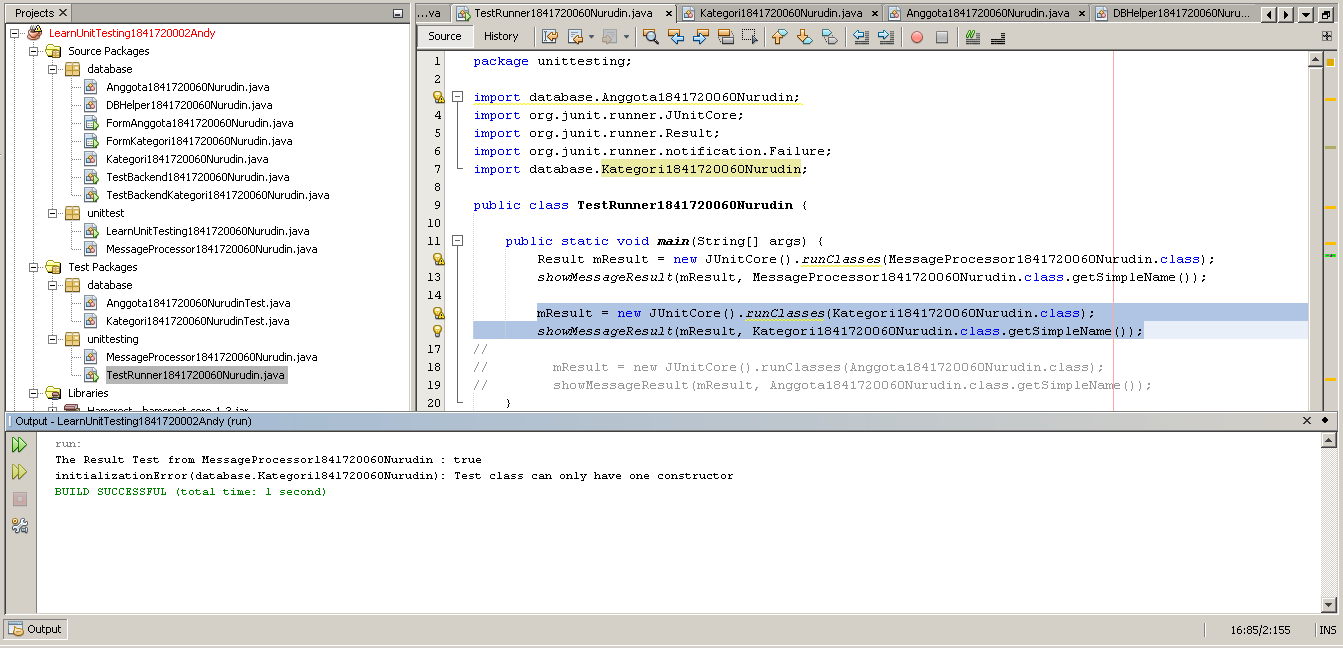 Projects
LearnUnitTesting1841720002Andy
Source Packages
database
Anggota1841720060Nurudin.java
DBHelper1841720060Nurudin.java
FormAnggota1841720060Nurudin.java
FormKategori1841720060Nurudin.java
Kategori1841720060Nurudin.java
TestBackend1841720060Nurudin.java
TestBackendKategori1841720060Nurudin.java
unittest
LearnUnitTesting1841720060Nurudin.java
MessageProcessor1841720060Nurudin.java
Test Packages
database
Anggota1841720060NurudinTest.java
Kategori1841720060NurudinTest.java
unittesting
MessageProcessor1841720060Nurudin.java
TestRunner1841720060Nurudin.java
Libraries
Hamcrest - hamcrest-core-1.3.jar
...va TestRunner1841720060Nurudin.java Kategori1841720060Nurudin.java Anggota1841720060Nurudin.java DBHelper1841720060Nuru...
Source History
1 package unittesting;
2
import database.Anggota1841720060Nurudin;
4 import org.junit.runner.JUnitCore;
5 import org.junit.runner.Result;
6 import org.junit.runner.notification.Failure;
7 import database.Kategori1841720060Nurudin;
8
9 public class TestRunner1841720060Nurudin {
10
11 public static void main(String[] args) {
Result mResult = new JUnitCore().runClasses(MessageProcessor1841720060Nurudin.class);
13 showMessageResult(mResult, MessageProcessor1841720060Nurudin.class.getSimpleName());
14
mResult = new JUnitCore().runClasses(Kategori1841720060Nurudin.class);
showMessageResult(mResult, Kategori1841720060Nurudin.class.getSimpleName());
17 //
18 // mResult = new JUnitCore().runClasses(Anggota1841720060Nurudin.class);
19 // showMessageResult(mResult, Anggota1841720060Nurudin.class.getSimpleName());
20 }
Output - LearnUnitTesting1841720002Andy (run)
run:
The Result Test from MessageProcessor1841720060Nurudin : true
initializationError(database.Kategori1841720060Nurudin): Test class can only have one constructor
BUILD SUCCESSFUL (total time: 1 second)
Output
16:85/2:155 INS